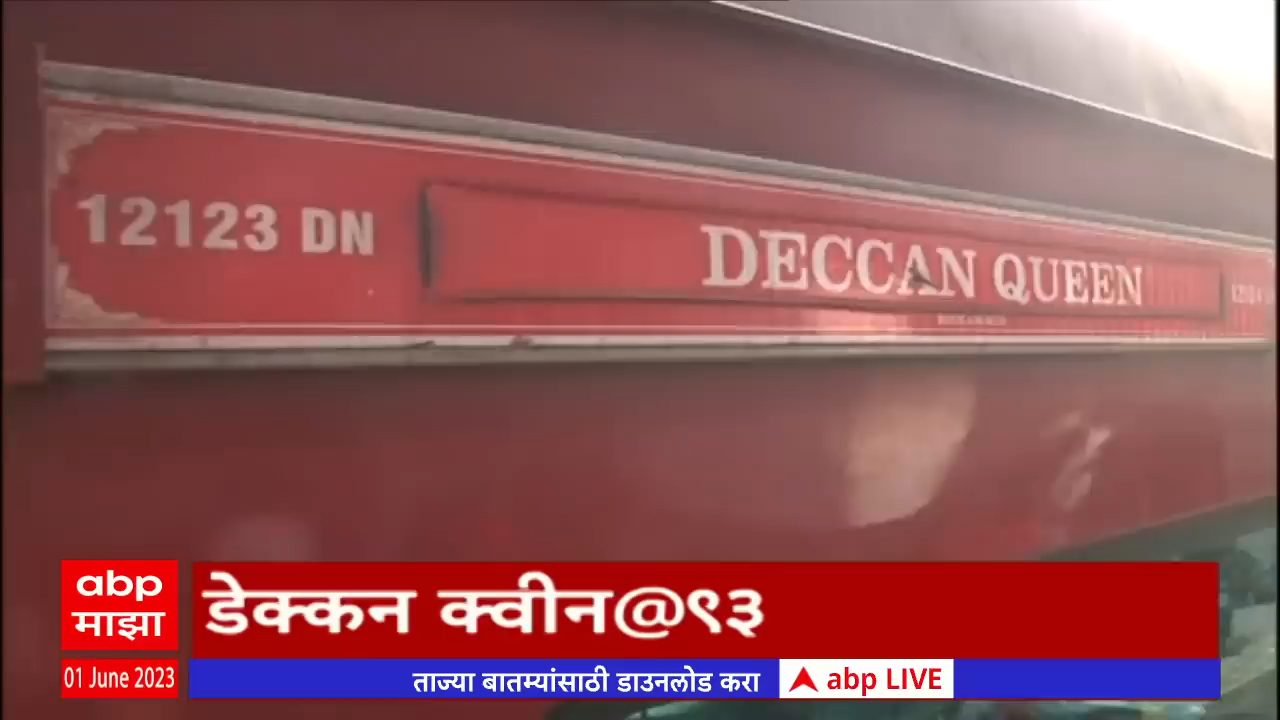 12123 DN
DECCAN QUEEN
abp
माझा
डेक्कन क्वीन@९३
01 June 2023
ताज्या बातम्यांसाठी डाउनलोड करा
abp LIVE